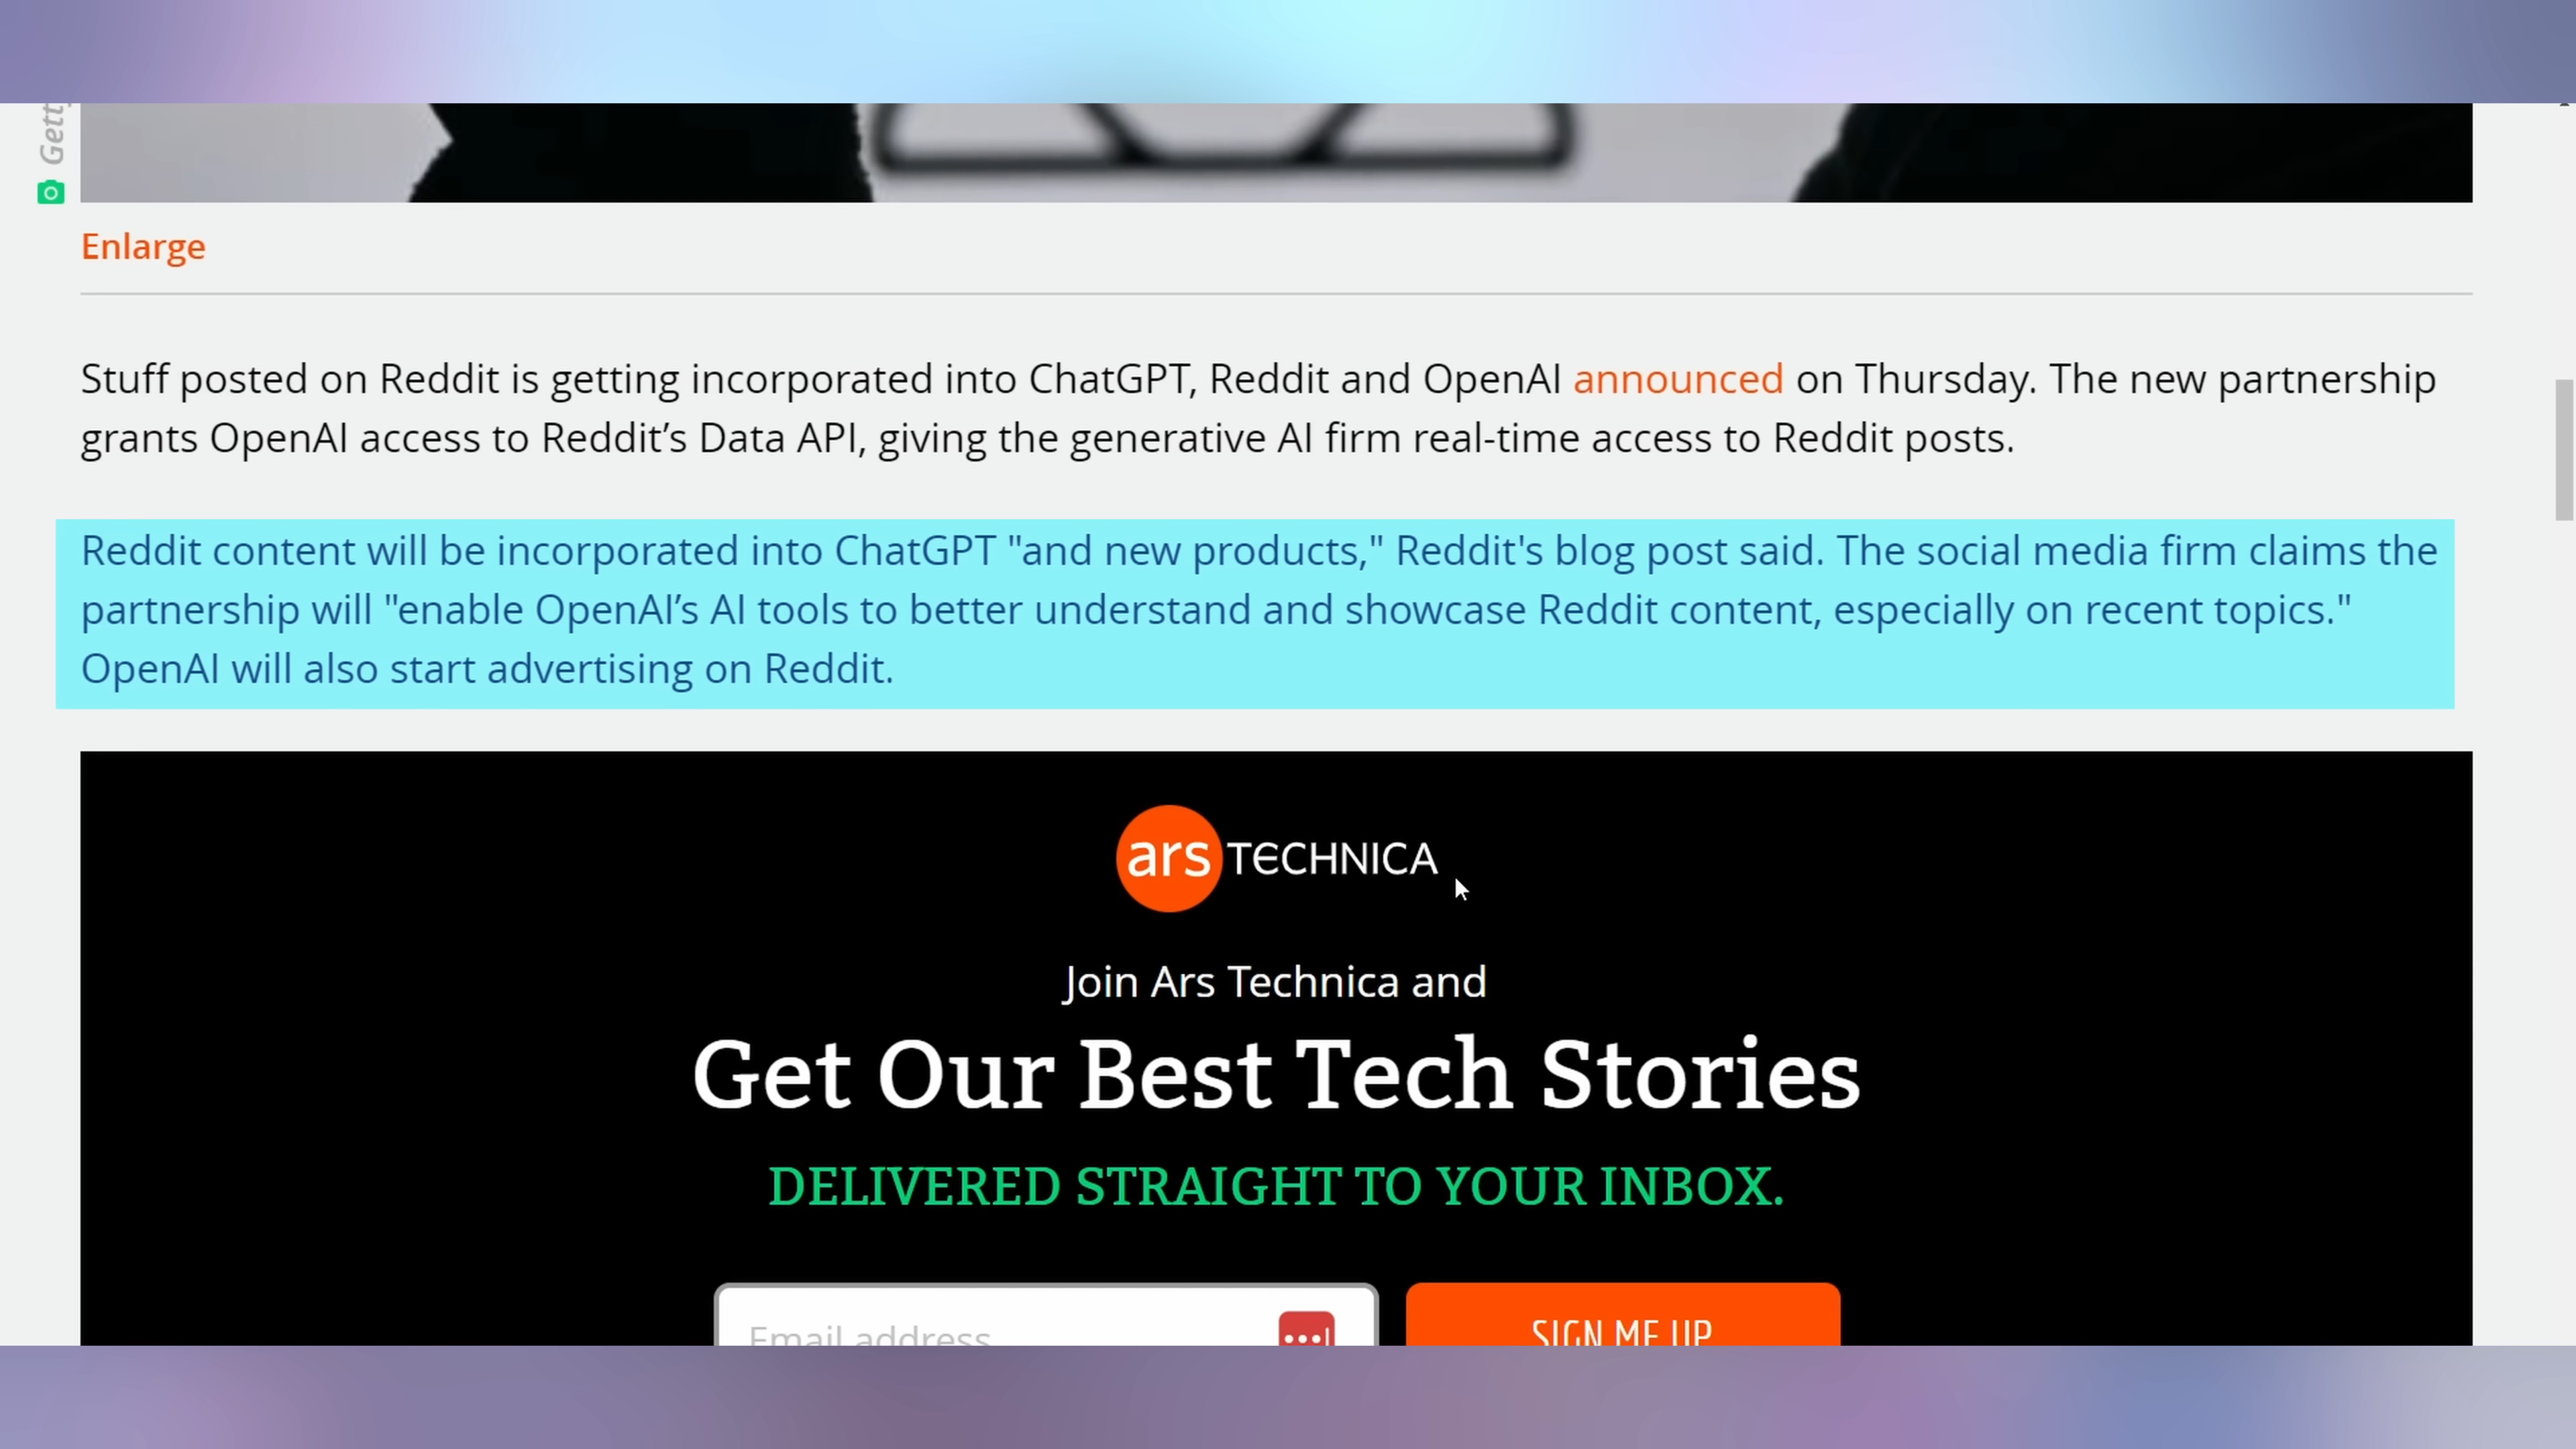 Enlarge
Stuff posted on Reddit is getting incorporated into ChatGPT, Reddit and OpenAI announced on Thursday. The new partnership
grants OpenAI access to Reddit’s Data API, giving the generative AI firm real-time access to Reddit posts.
Reddit content will be incorporated into ChatGPT "and new products," Reddit's blog post said. The social media firm claims the
partnership will "enable OpenAI’s AI tools to better understand and showcase Reddit content, especially on recent topics."
OpenAI will also start advertising on Reddit.
ars TECHNICA
Join Ars Technica and
Get Our Best Tech Stories
DELIVERED STRAIGHT TO YOUR INBOX.
Email address
SIGN ME UP